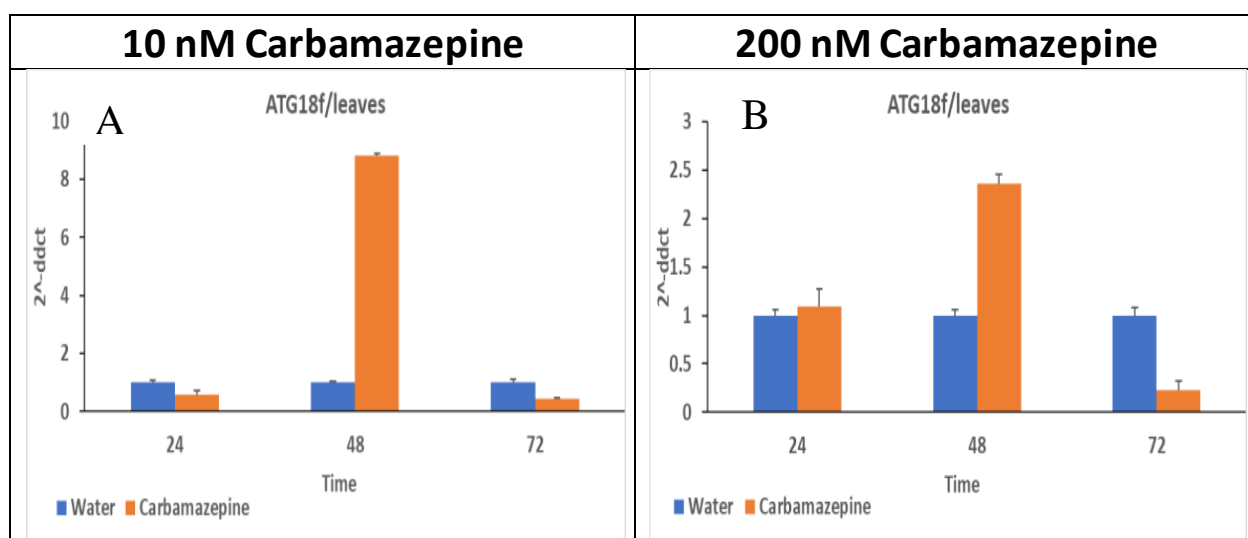 10 nM Carbamazepine
200 nM Carbamazepine
A
ATG18f/leaves
10
8
6
4
2
0
2^-ddct
24
48
72
Time
Water
Carbamazepine
B
ATG18f/leaves
3
2.5
2
1.5
1
0.5
0
2^-ddct
24
48
72
Time
Water
Carbamazepine